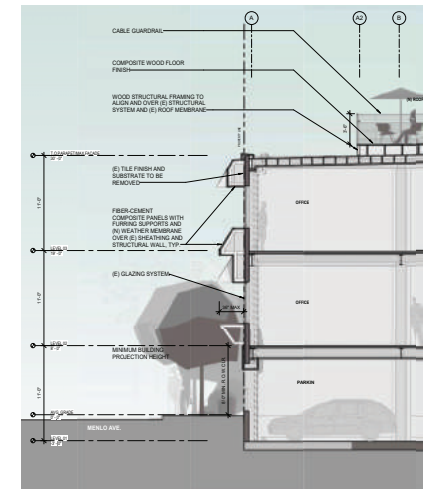 A
A2
B
CABLE GUARDRAIL
COMPOSITE WOOD FLOOR
FINISH
WOOD STRUCTURAL FRAMING TO
ALIGN AND OVER (E) STRUCTURAL
SYSTEM AND (E) ROOF MEMBRANE
(N) ROOF
(E) TILE FINISH AND
SUBSTRATE TO BE
REMOVED
OFFICE
11'-0"
FIBER-CEMENT
COMPOSITE PANELS WITH
FURRING SUPPORTS AND
(N) WEATHER MEMBRANE
OVER (E) SHEATHING AND
STRUCTURAL WALL, TYP.
(E) GLAZING SYSTEM
OFFICE
11'-0"
MINIMUM BUILDING
PROJECTION HEIGHT
PARKIN
11'-0"
MENLO AVE.